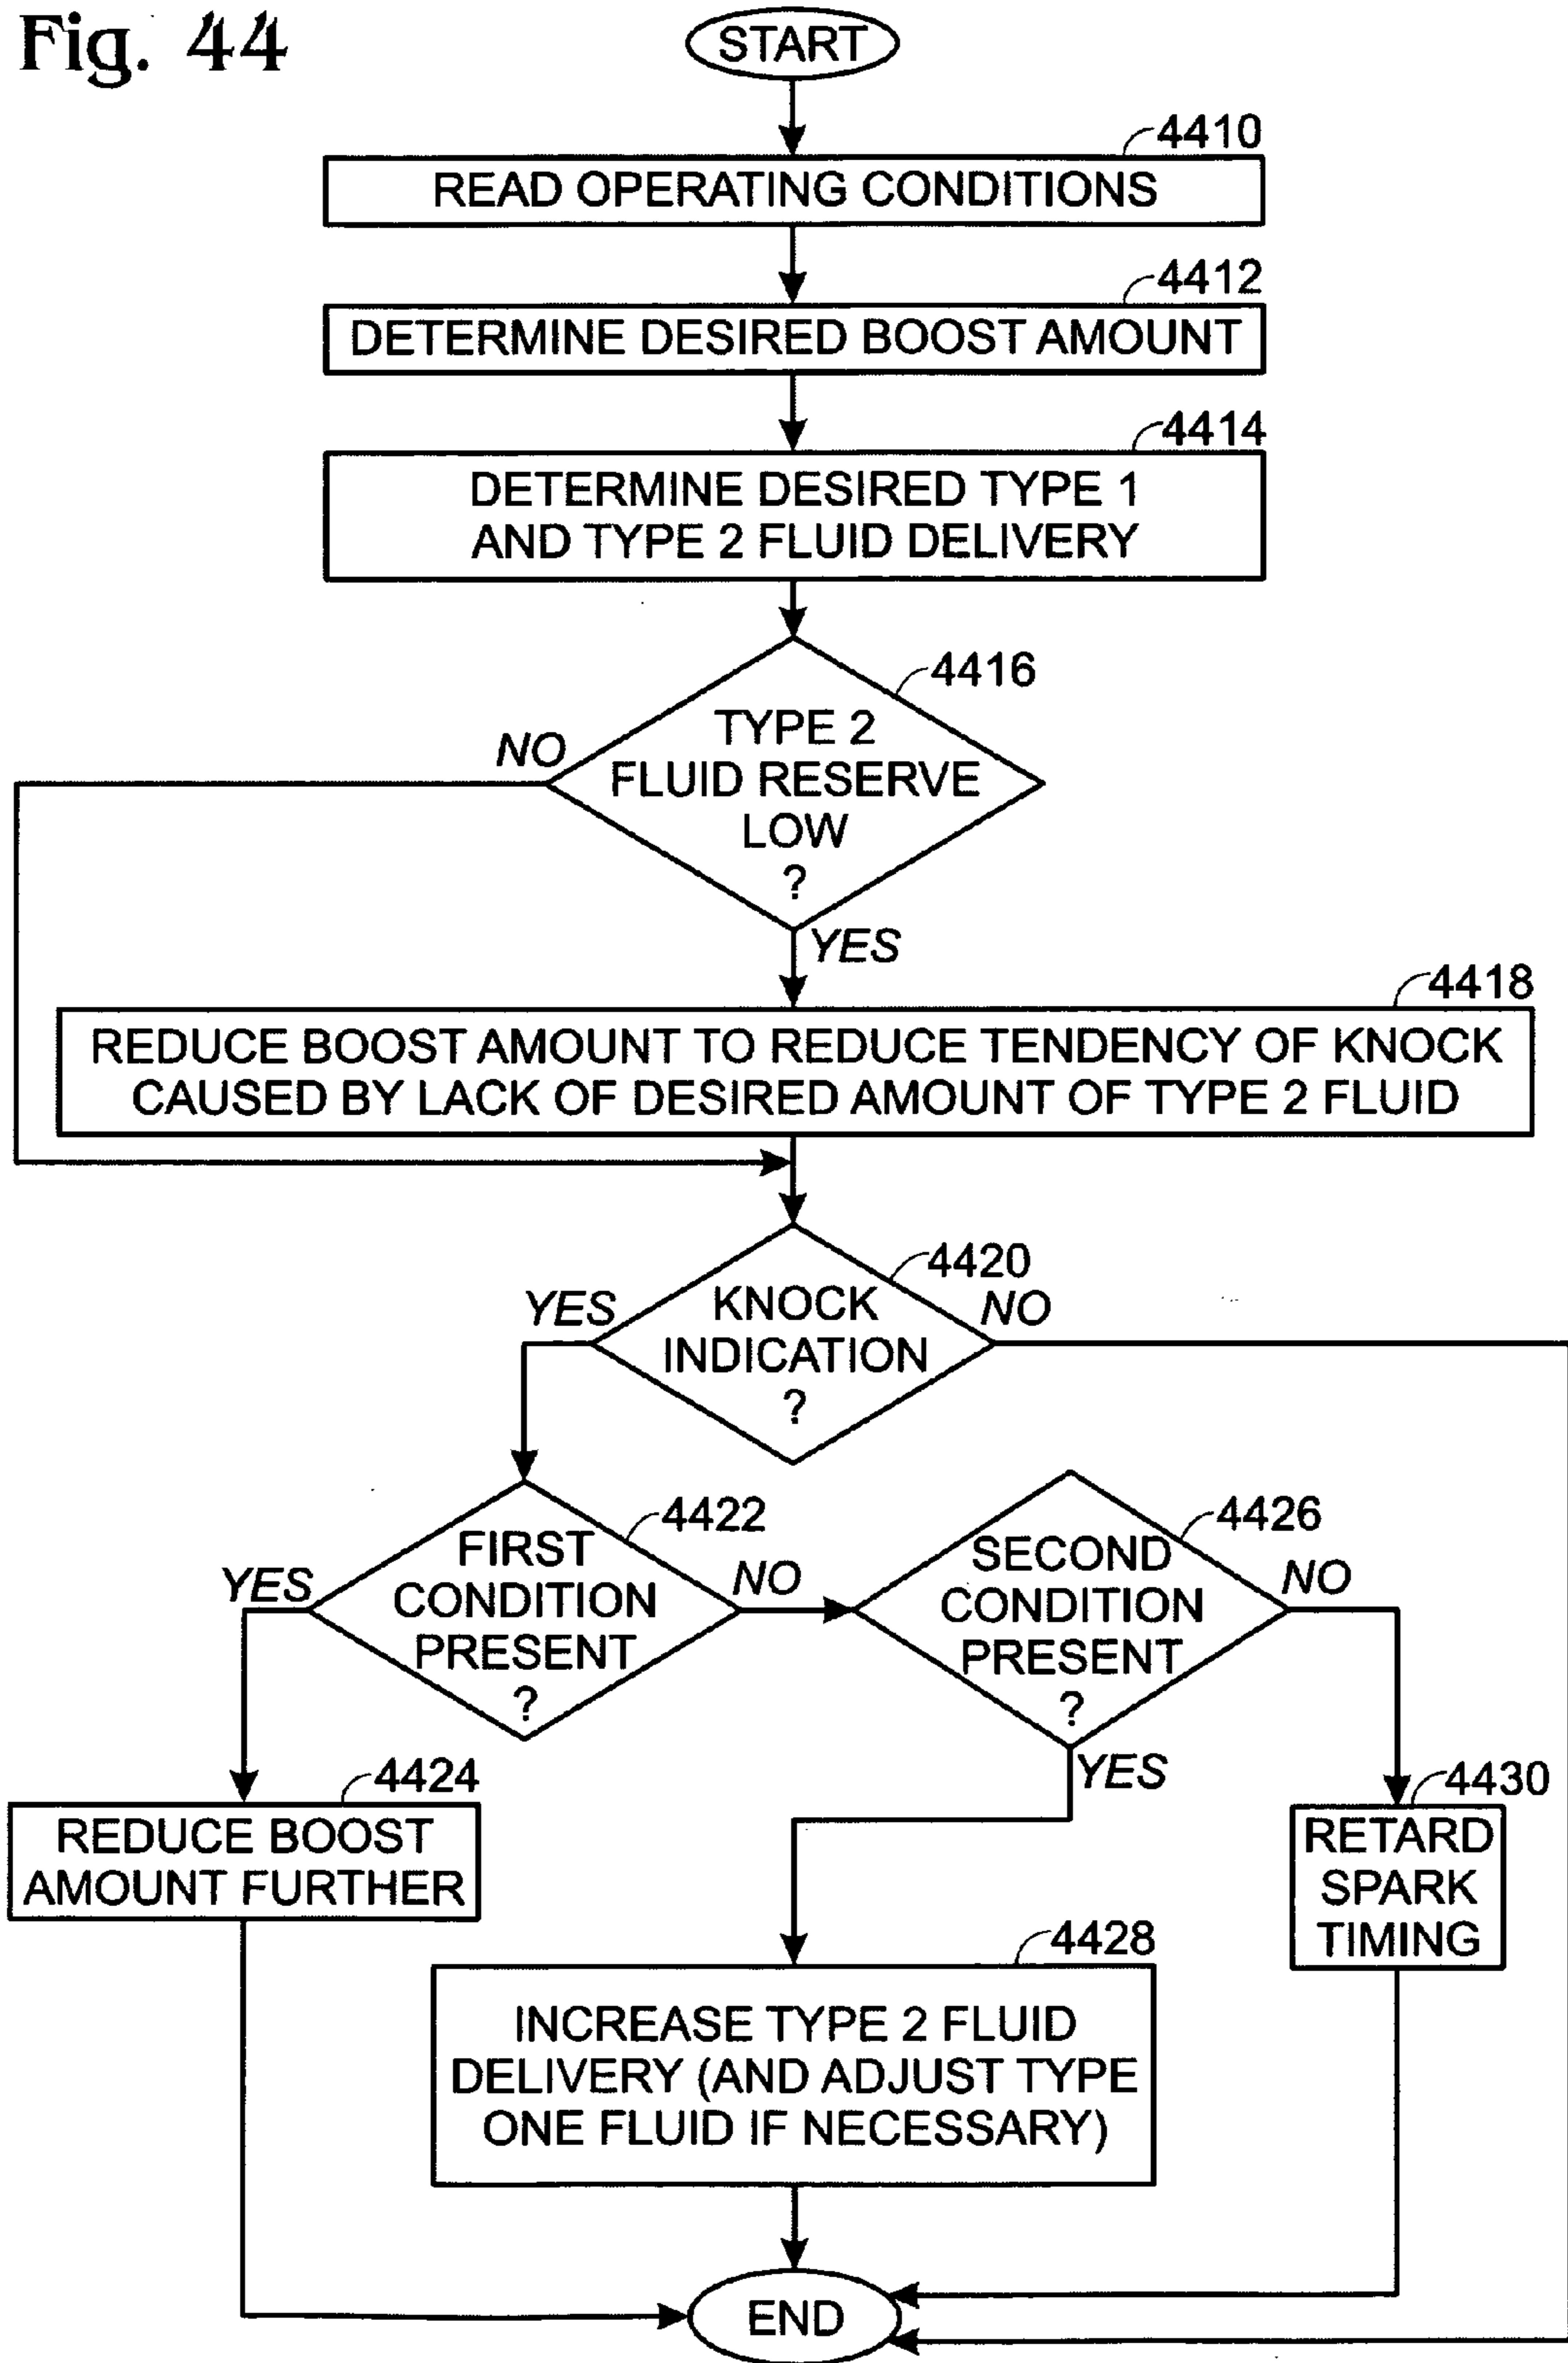 Fig. 44
START
4410
READ OPERATING CONDITIONS
4412
DETERMINE DESIRED BOOST AMOUNT
4414
DETERMINE DESIRED TYPE 1
AND TYPE 2 FLUID DELIVERY
4416
TYPE 2
FLUID RESERVE
LOW
?
NO
YES
4418
REDUCE BOOST AMOUNT TO REDUCE TENDENCY OF KNOCK
CAUSED BY LACK OF DESIRED AMOUNT OF TYPE 2 FLUID
4420
KNOCK
INDICATION
?
YES
NO
4422
FIRST
CONDITION
PRESENT
?
YES
NO
4426
SECOND
CONDITION
PRESENT
?
NO
YES
4424
REDUCE BOOST
AMOUNT FURTHER
4430
RETARD
SPARK
TIMING
4428
INCREASE TYPE 2 FLUID
DELIVERY (AND ADJUST TYPE
ONE FLUID IF NECESSARY)
END